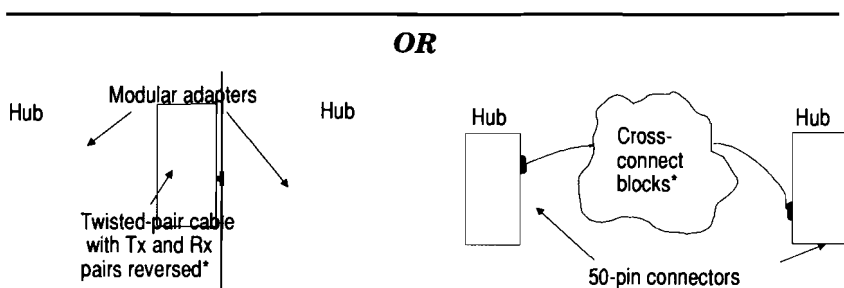 OR
Modular adapters
Hub
Hub
Twisted-pair cable
with Tx and Rx
pairs reversed*
Hub
Cross-
connect
blocks*
Hub
50-pin connectors